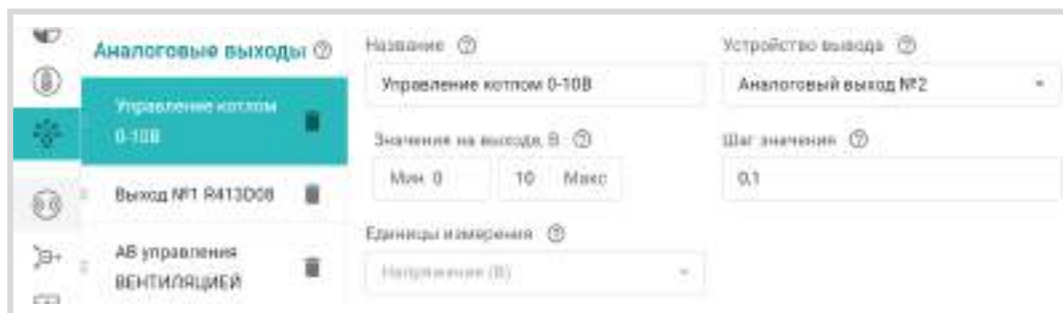 Аналоговые выходы
Управление котлом
0-10В
Выход №1 R413D08
АВ управления
ВЕНТИЛЯЦИЕЙ
Название
Управление котлом 0-10В
Значения на выходе, В
Мин 0 10 Макс
Единицы измерения
Напряжение (В)
Устройство вывода
Аналоговый выход №2
Шаг значения
0,1